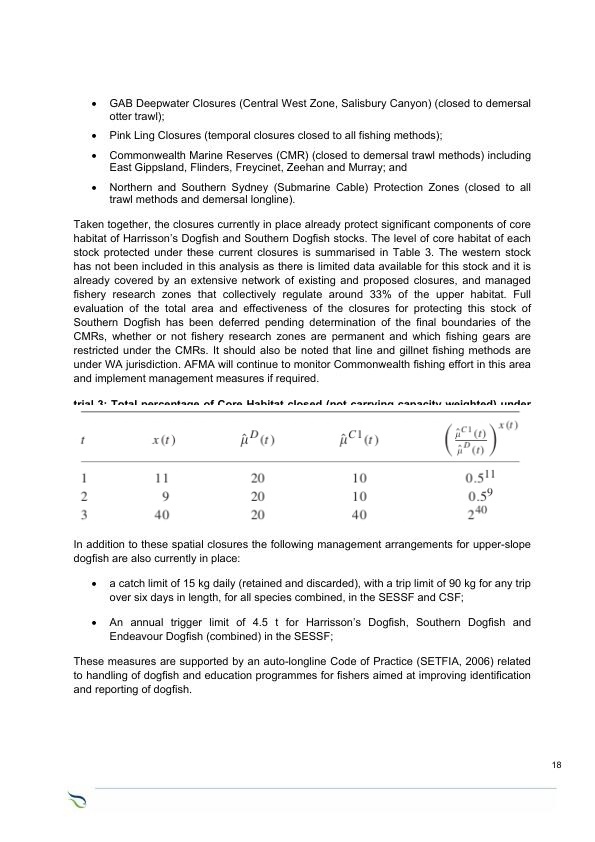 • GAB Deepwater Closures (Central West Zone, Salisbury Canyon) (closed to demersal
otter trawl);
• Pink Ling Closures (temporal closures closed to all fishing methods);
• Commonwealth Marine Reserves (CMR) (closed to demersal trawl methods) including
East Gippsland, Flinders, Freycinet, Zeehan and Murray; and
• Northern and Southern Sydney (Submarine Cable) Protection Zones (closed to all
trawl methods and demersal longline).
Taken together, the closures currently in place already protect significant components of core
habitat of Harrisson's Dogfish and Southern Dogfish stocks. The level of core habitat of each
stock protected under these current closures is summarised in Table 3. The western stock
has not been included in this analysis as there is limited data available for this stock and it is
already covered by an extensive network of existing and proposed closures, and managed
fishery research zones that collectively regulate around 33% of the upper habitat. Full
evaluation of the total area and effectiveness of the closures for protecting this stock of
Southern Dogfish has been deferred pending determination of the final boundaries of the
CMRs, whether or not fishery research zones are permanent and which fishing gears are
restricted under the CMRs. It should also be noted that line and gillnet fishing methods are
under WA jurisdiction. AFMA will continue to monitor Commonwealth fishing effort in this area
and implement management measures if required.
trial 3: Total percentage of Core Habitat closed (not carrying capacity weighted) under
t x(t) μ̂^D(t) μ̂^C1(t) (μ̂^C1(t)/μ̂^D(t))^x(t)
1 11 20 10 0.5^11
2 9 20 10 0.5^9
3 40 20 40 2^40
In addition to these spatial closures the following management arrangements for upper-slope
dogfish are also currently in place:
• a catch limit of 15 kg daily (retained and discarded), with a trip limit of 90 kg for any trip
over six days in length, for all species combined, in the SESSF and CSF;
• An annual trigger limit of 4.5 t for Harrisson's Dogfish, Southern Dogfish and
Endeavour Dogfish (combined) in the SESSF;
These measures are supported by an auto-longline Code of Practice (SETFIA, 2006) related
to handling of dogfish and education programmes for fishers aimed at improving identification
and reporting of dogfish.
18